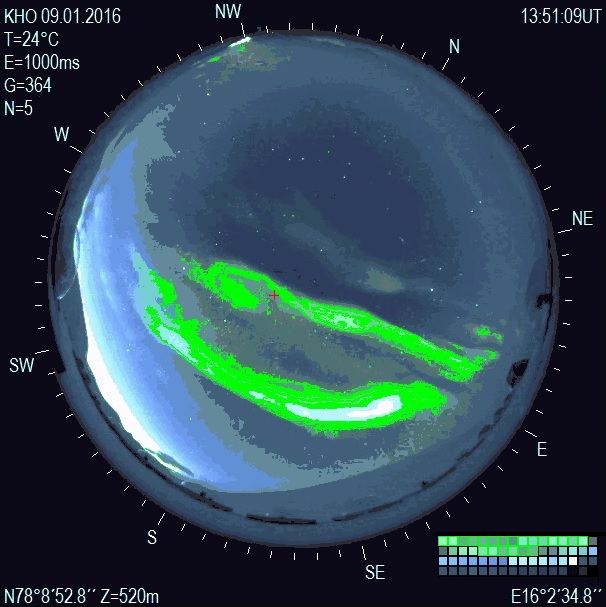 KHO 09.01.2016
13:51:09UT
T=24°C
E=1000ms
G=364
N=5
NW
N
W
NE
SW
E
S
SE
N78°8'52.8'' Z=520m
E16°2'34.8''